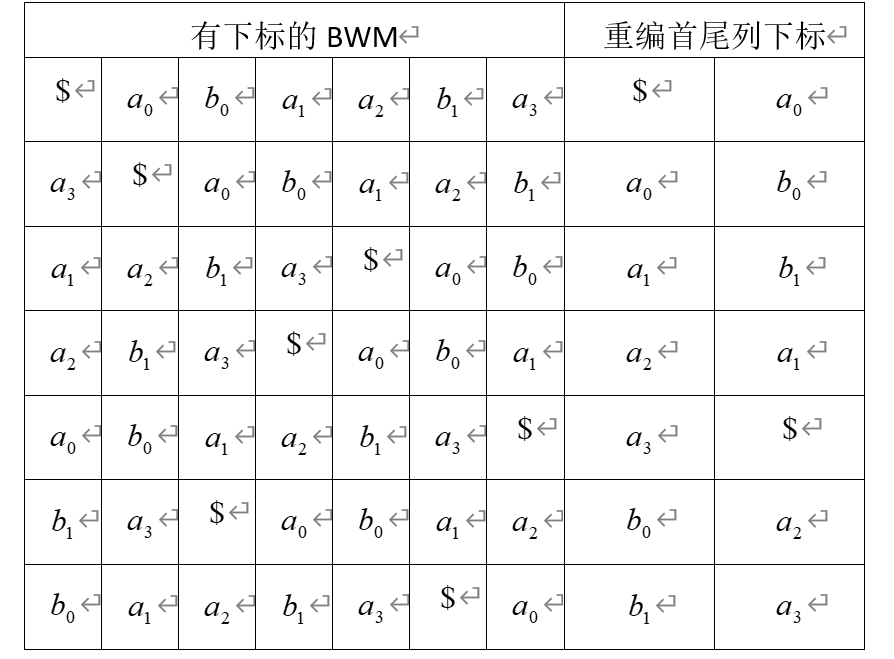 有下标的 BWM↵ 重编首尾列下标↵
$↵ a₀↵ b₀↵ a₁↵ a₂↵ b₁↵ a₃↵ $↵ a₀↵
a₃↵ $↵ a₀↵ b₀↵ a₁↵ a₂↵ b₁↵ a₀↵ b₀↵
a₁↵ a₂↵ b₁↵ a₃↵ $↵ a₀↵ b₀↵ a₁↵ b₁↵
a₂↵ b₁↵ a₃↵ $↵ a₀↵ b₀↵ a₁↵ a₂↵ a₁↵
a₀↵ b₀↵ a₁↵ a₂↵ b₁↵ a₃↵ $↵ a₃↵ $↵
b₁↵ a₃↵ $↵ a₀↵ b₀↵ a₁↵ a₂↵ b₀↵ a₂↵
b₀↵ a₁↵ a₂↵ b₁↵ a₃↵ $↵ a₀↵ b₁↵ a₃↵